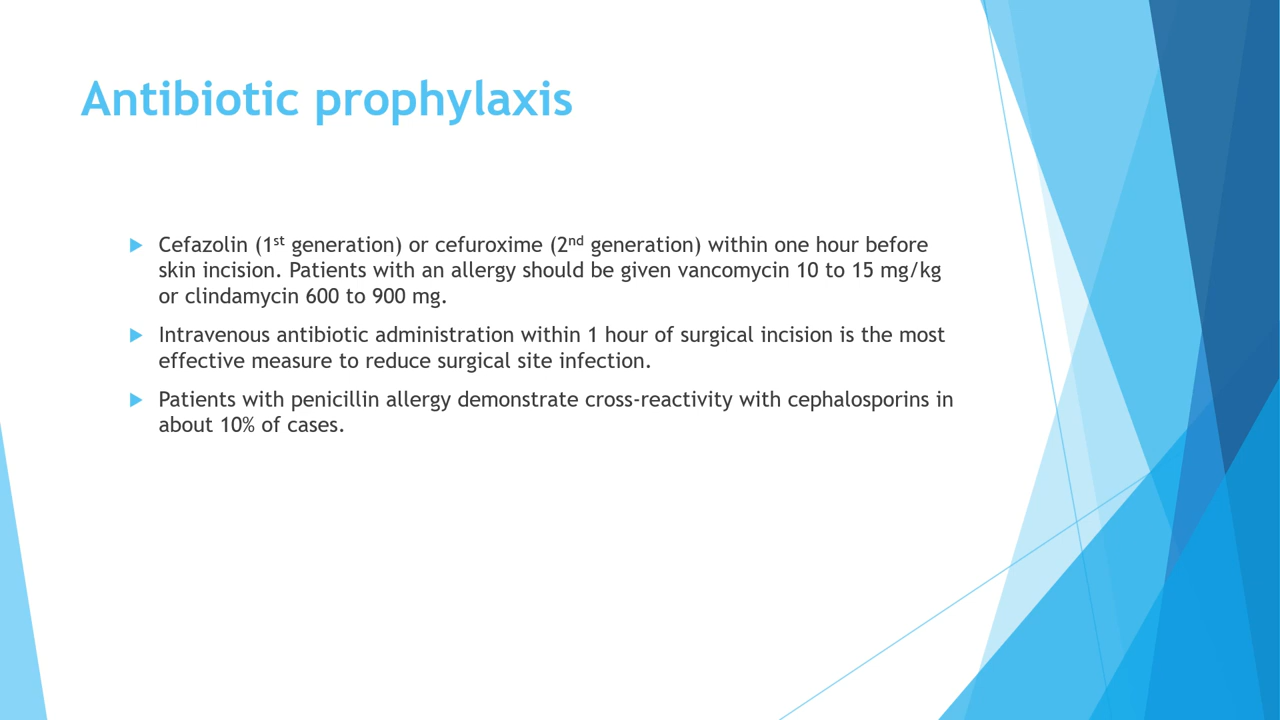 Antibiotic prophylaxis
Cefazolin (1st generation) or cefuroxime (2nd generation) within one hour before
skin incision. Patients with an allergy should be given vancomycin 10 to 15 mg/kg
or clindamycin 600 to 900 mg.
Intravenous antibiotic administration within 1 hour of surgical incision is the most
effective measure to reduce surgical site infection.
Patients with penicillin allergy demonstrate cross-reactivity with cephalosporins in
about 10% of cases.